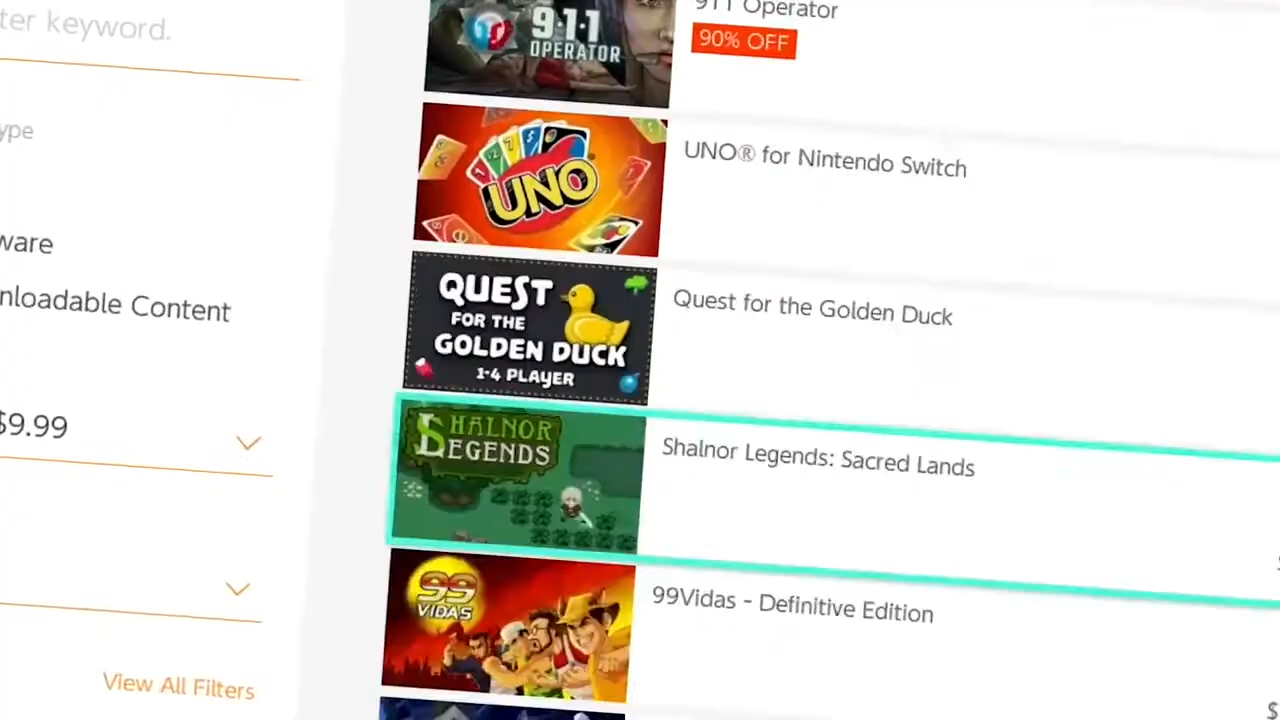 ter keyword.
ype
ware
nloadable Content
$9.99
View All Filters
9-1-1
OPERATOR
911 Operator
90% OFF
UNO
UNO® for Nintendo Switch
QUEST
FOR THE
GOLDEN DUCK
1-4 PLAYER
Quest for the Golden Duck
SHALNOR
LEGENDS
Shalnor Legends: Sacred Lands
99
VIDAS
99Vidas - Definitive Edition
$